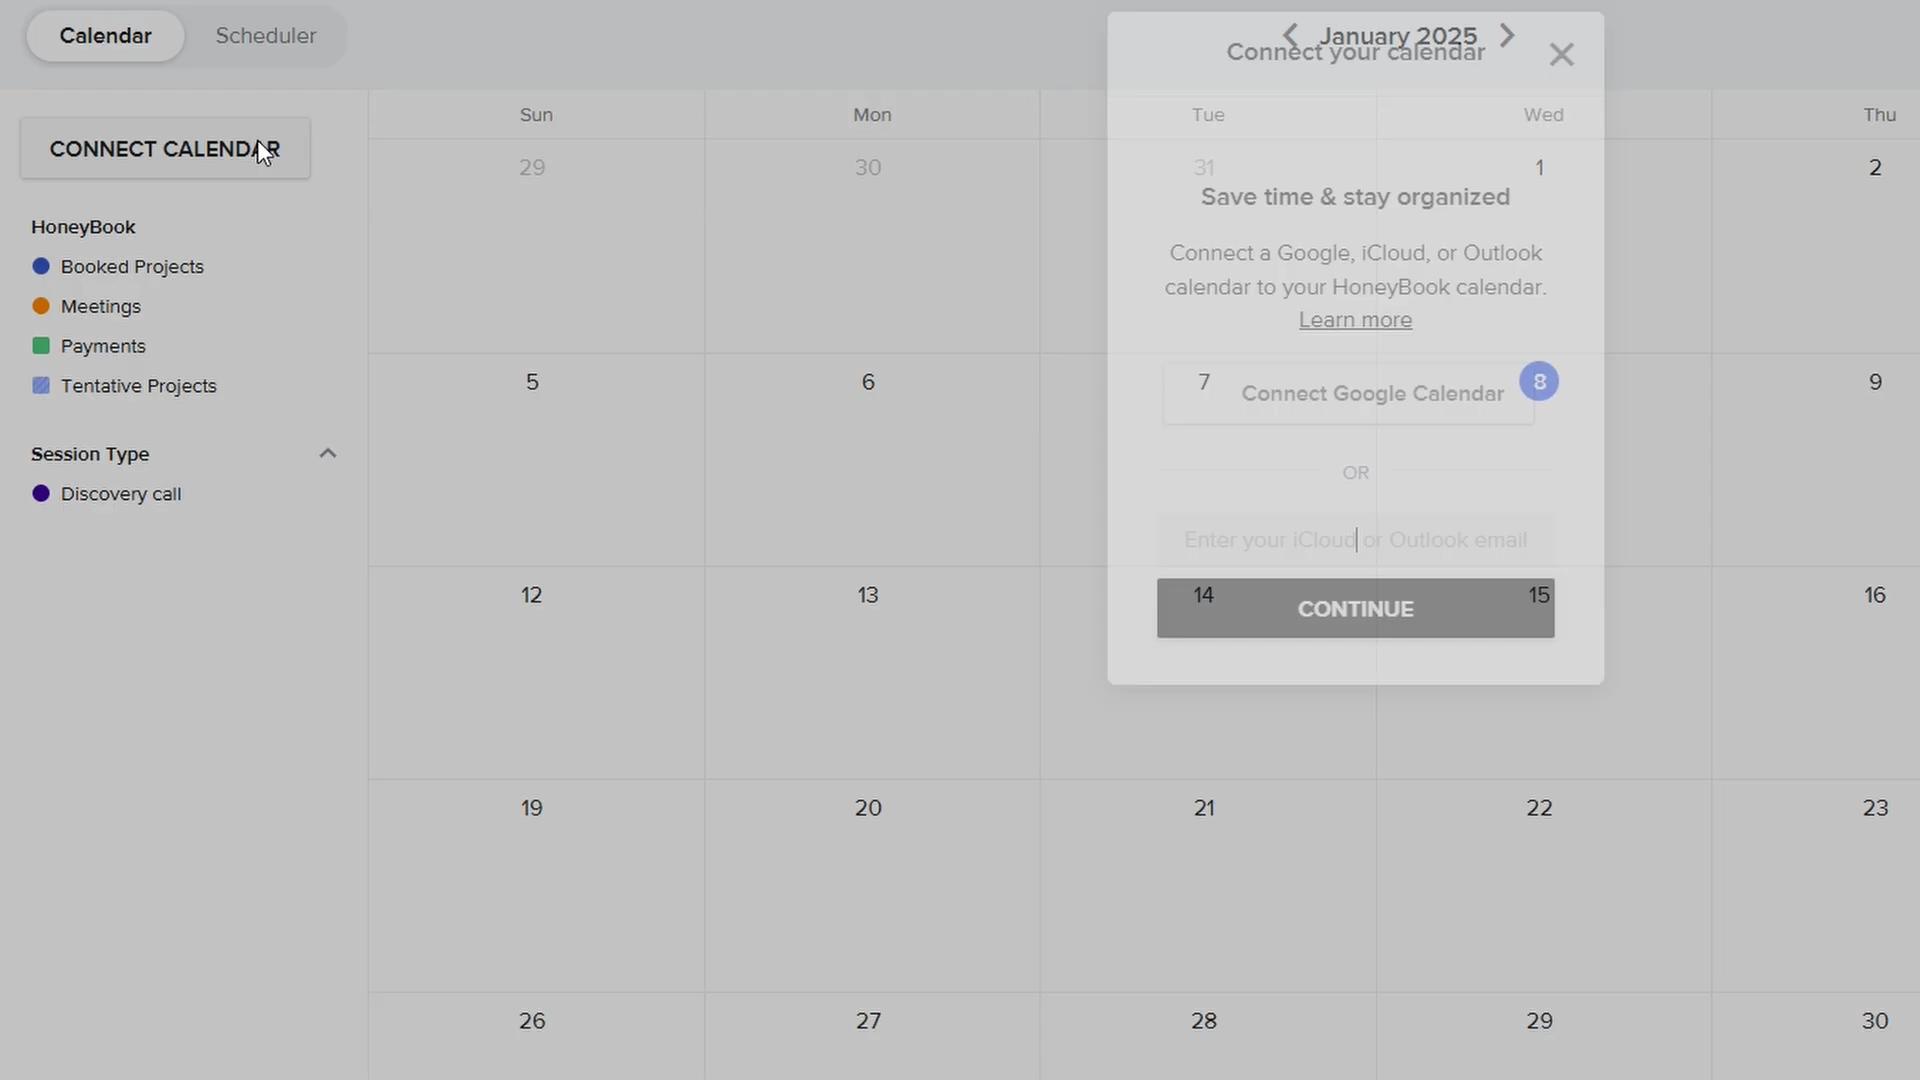 Calendar
Scheduler
January 2025
Connect your calendar
CONNECT CALENDAR
HoneyBook
Booked Projects
Meetings
Payments
Tentative Projects
Session Type
Discovery call
Sun Mon Tue Wed Thu
29 30 31 1 2
Save time & stay organized
Connect a Google, iCloud, or Outlook
calendar to your HoneyBook calendar.
Learn more
5 6 7 8 9
Connect Google Calendar
OR
Enter your iCloud or Outlook email
12 13 14 15 16
CONTINUE
19 20 21 22 23
26 27 28 29 30